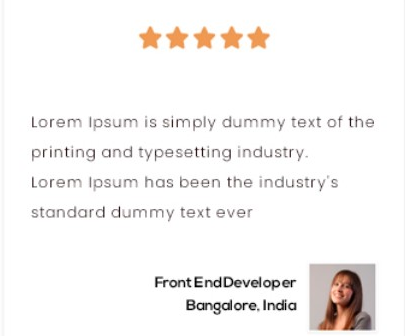 Lorem Ipsum is simply dummy text of the
printing and typesetting industry.
Lorem Ipsum has been the industry's
standard dummy text ever
Front End Developer
Bangalore, India